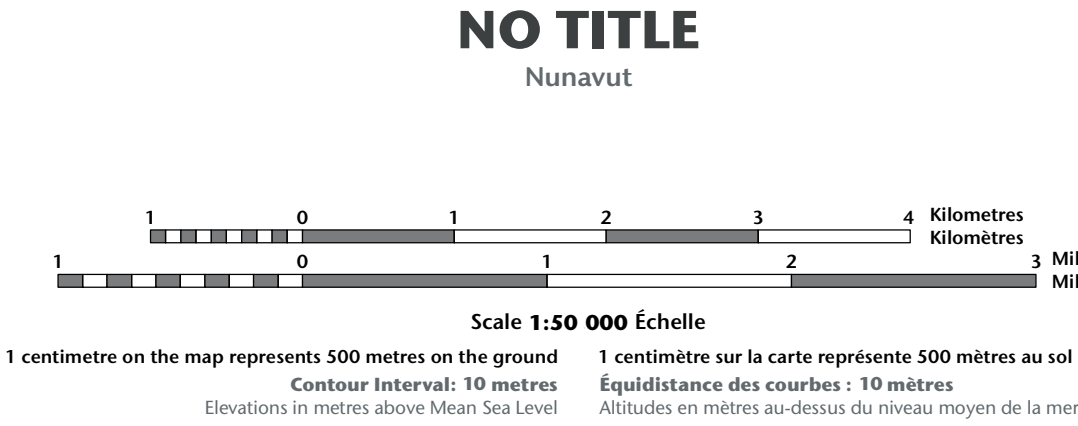 NO TITLE
Nunavut
1 0 1 2 3 4 Kilometres
Kilomètres
1 0 1 2 3 Mil
Mil
Scale 1:50 000 Échelle
1 centimetre on the map represents 500 metres on the ground 1 centimètre sur la carte représente 500 mètres au sol
Contour Interval: 10 metres Équidistance des courbes : 10 mètres
Elevations in metres above Mean Sea Level Altitudes en mètres au-dessus du niveau moyen de la mer